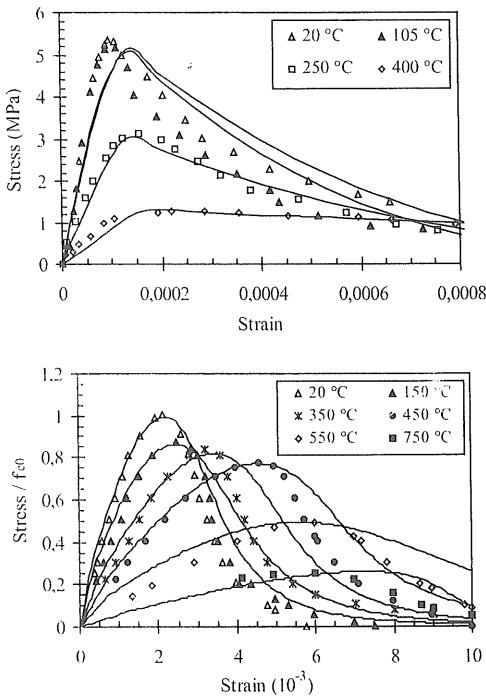 6
△ 20 °C ▲ 105 °C
5
□ 250 °C ◇ 400 °C
4
3
2
1
0
Stress (MPa)
0 0,0002 0,0004 0,0006 0,0008
Strain
1,2
△ 20 °C ▲ 150 °C
1
✳ 350 °C ● 450 °C
◇ 550 °C ■ 750 °C
0,8
0,6
0,4
0,2
0
Stress / fc0
0 2 4 6 8 10
Strain (10-3)